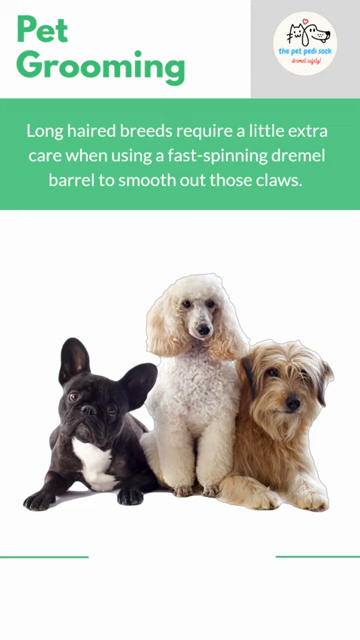 Pet
Grooming
the pet pedi sock
dremel safely!
Long haired breeds require a little extra
care when using a fast-spinning dremel
barrel to smooth out those claws.